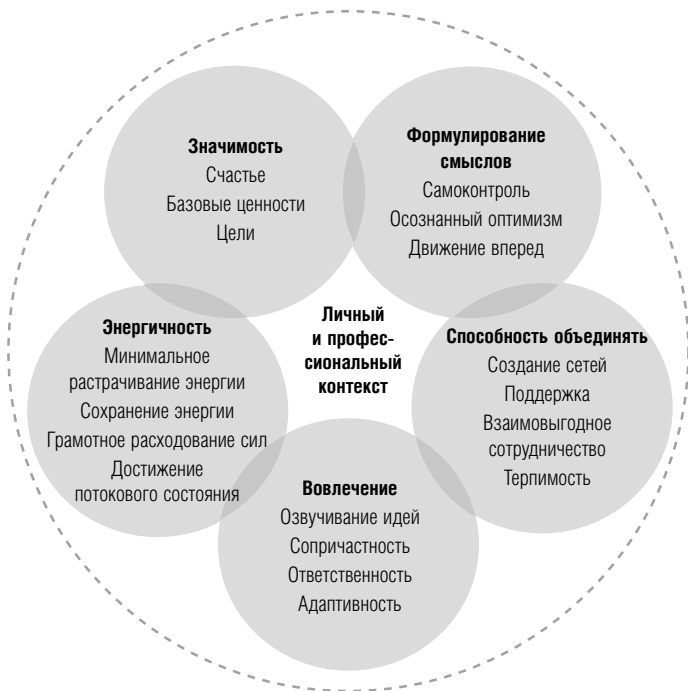 Значимость
Счастье
Базовые ценности
Цели
Формулирование
смыслов
Самоконтроль
Осознанный оптимизм
Движение вперед
Энергичность
Минимальное
растрачивание энергии
Сохранение энергии
Грамотное расходование сил
Достижение
потокового состояния
Личный
и профес-
сиональный
контекст
Способность объединять
Создание сетей
Поддержка
Взаимовыгодное
сотрудничество
Терпимость
Вовлечение
Озвучивание идей
Сопричастность
Ответственность
Адаптивность